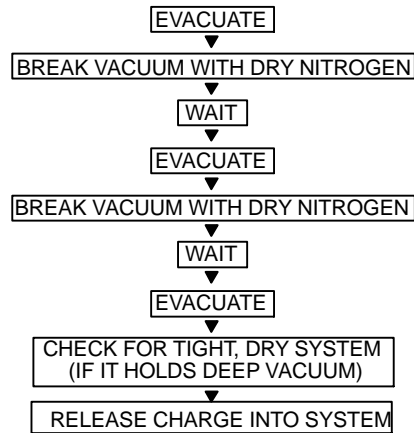 EVACUATE
BREAK VACUUM WITH DRY NITROGEN
WAIT
EVACUATE
BREAK VACUUM WITH DRY NITROGEN
WAIT
EVACUATE
CHECK FOR TIGHT, DRY SYSTEM
(IF IT HOLDS DEEP VACUUM)
RELEASE CHARGE INTO SYSTEM